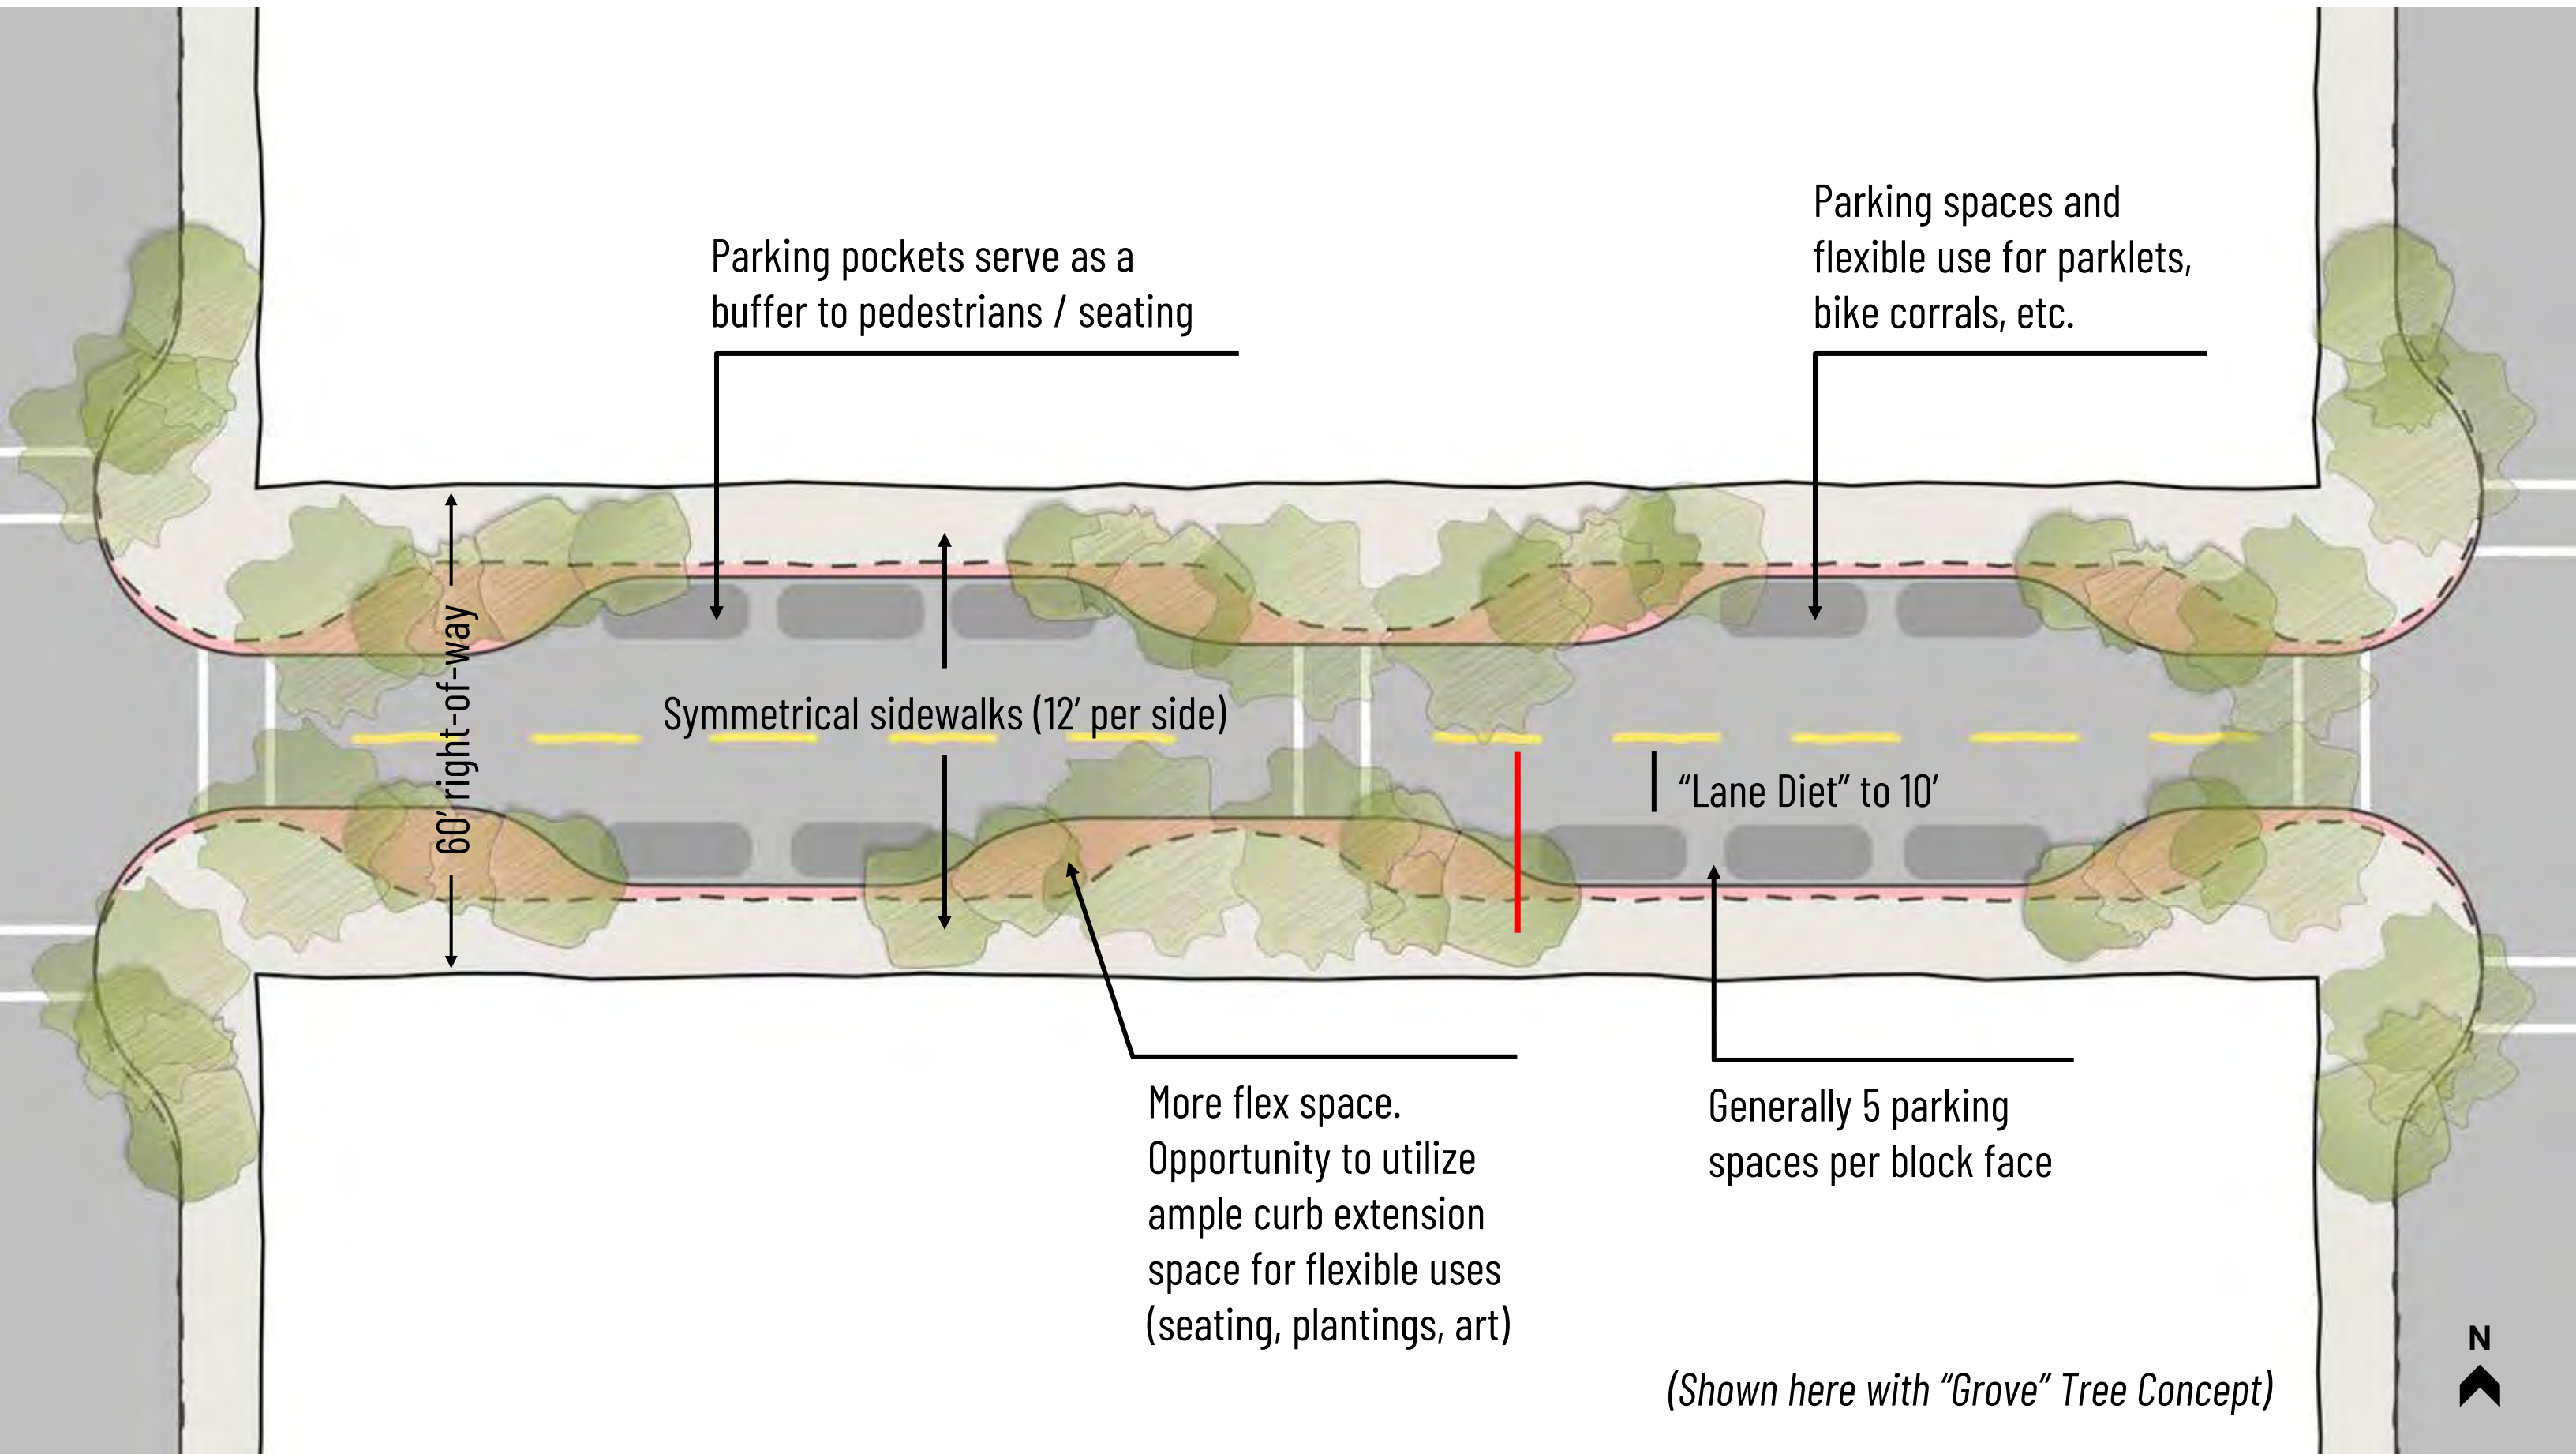 Parking pockets serve as a
buffer to pedestrians / seating
Parking spaces and
flexible use for parklets,
bike corrals, etc.
60’ right-of-way
Symmetrical sidewalks (12’ per side)
“Lane Diet” to 10’
More flex space.
Opportunity to utilize
ample curb extension
space for flexible uses
(seating, plantings, art)
Generally 5 parking
spaces per block face
(Shown here with “Grove” Tree Concept)
N